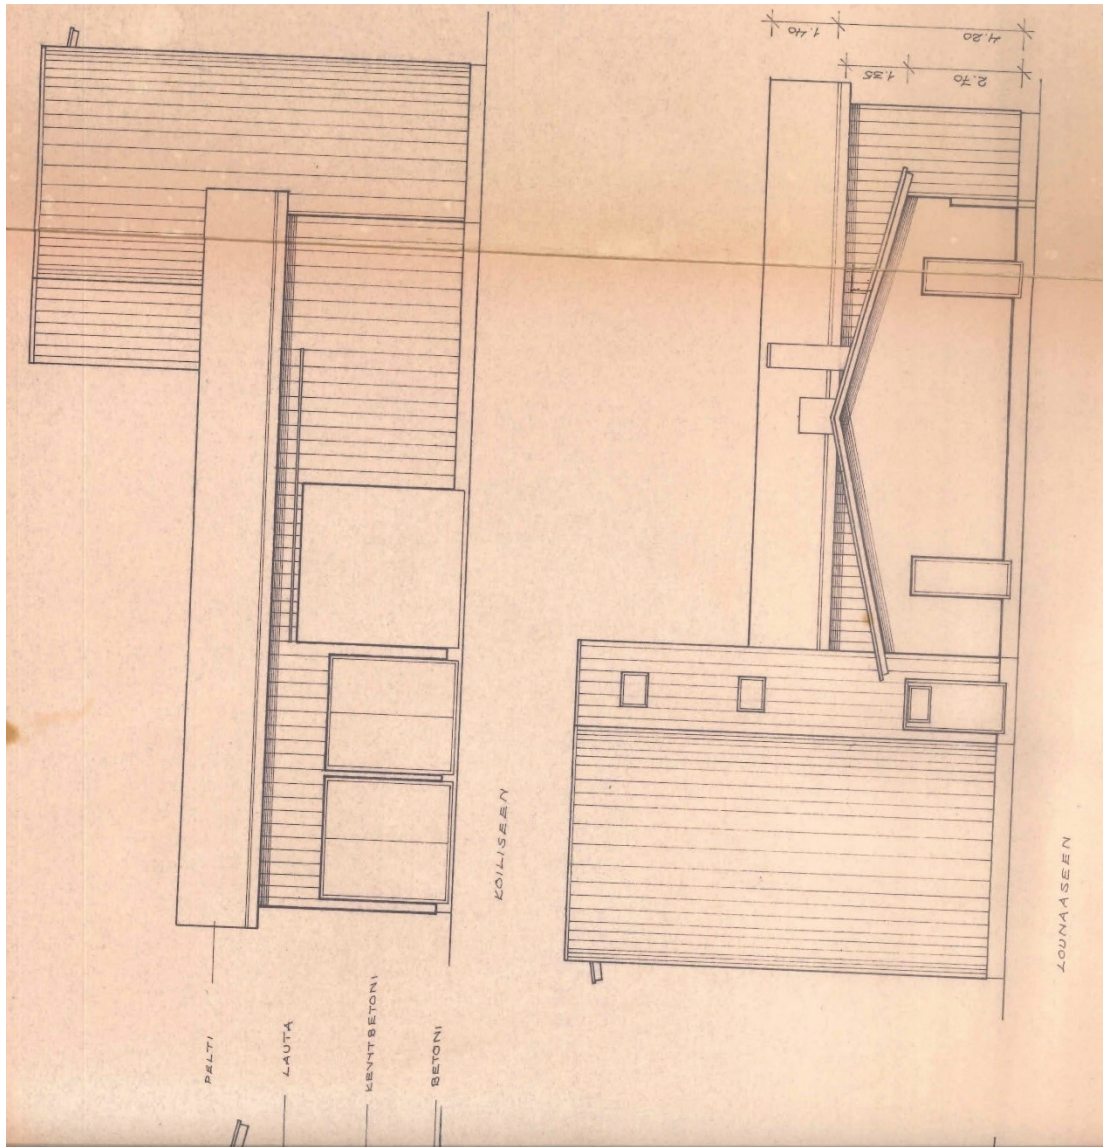 1.40
4.20
1.35
2.70
KOILISEEN
LOUNAASEEN
PELTI
LAUTA
KEVYTBETONI
BETONI